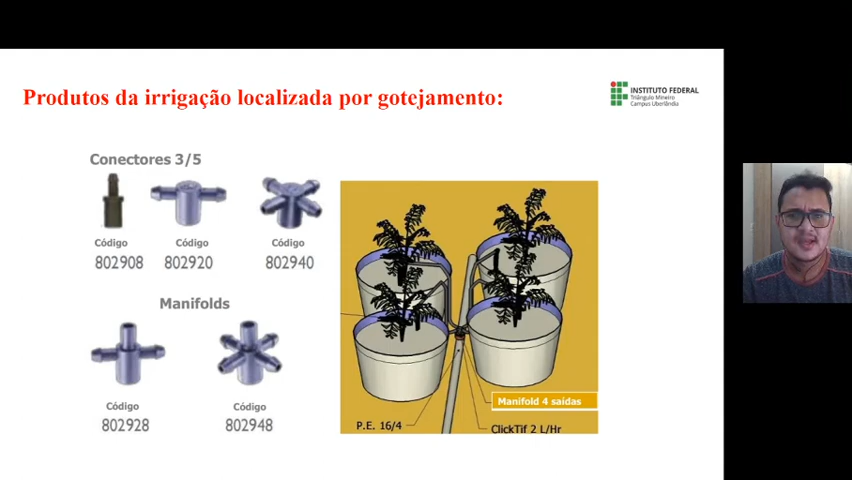 Produtos da irrigação localizada por gotejamento:
INSTITUTO FEDERAL
Triângulo Mineiro
Campus Uberlândia
Conectores 3/5
Código
802908
Código
802920
Código
802940
Manifolds
Código
802928
Código
802948
Manifold 4 saídas
P.E. 16/4
ClickTif 2 L/Hr